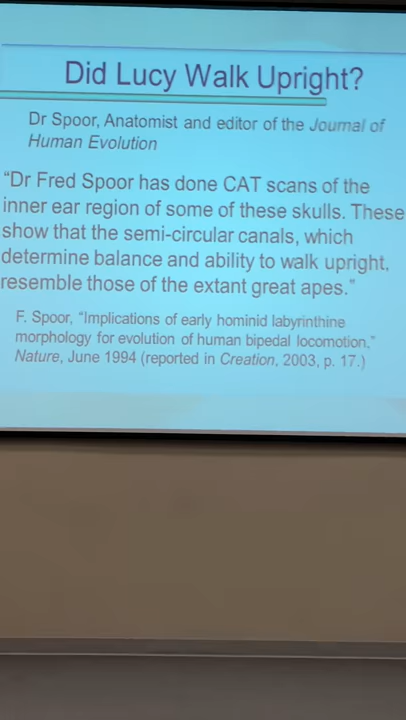 Did Lucy Walk Upright?
Dr Spoor, Anatomist and editor of the Journal of
Human Evolution
“Dr Fred Spoor has done CAT scans of the
inner ear region of some of these skulls. These
show that the semi-circular canals, which
determine balance and ability to walk upright,
resemble those of the extant great apes.”
F. Spoor, “Implications of early hominid labyrinthine
morphology for evolution of human bipedal locomotion,”
Nature, June 1994 (reported in Creation, 2003, p. 17.)